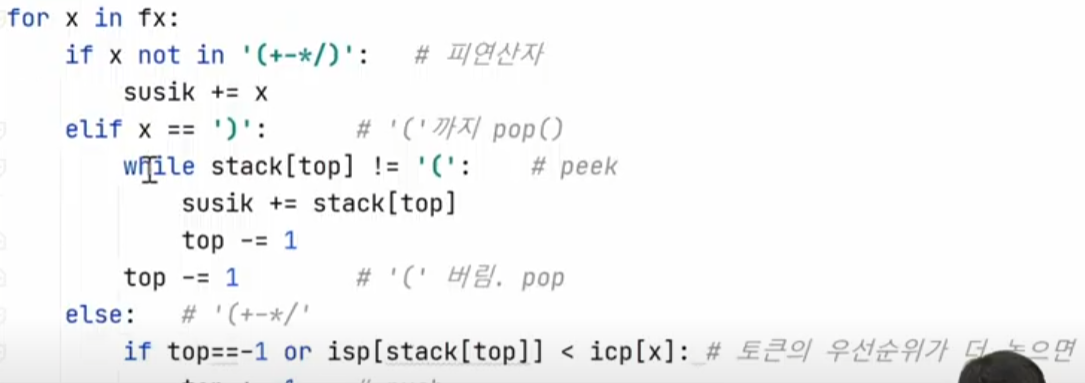 for x in fx:
if x not in '(+-*/)': # 피연산자
susik += x
elif x == ')': # '('까지 pop()
while stack[top] != '(': # peek
susik += stack[top]
top -= 1
top -= 1 # '(' 버림. pop
else: # '(+-*/'
if top==-1 or isp[stack[top]] < icp[x]: # 토큰의 우선순위가 더 높으면